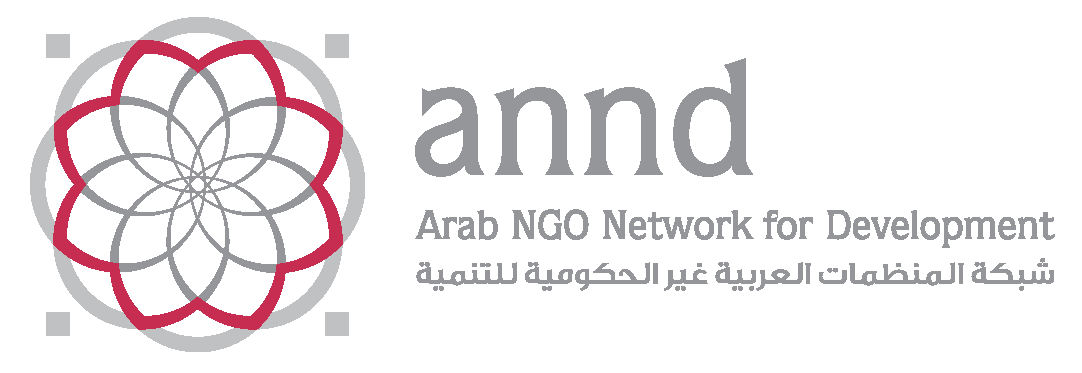 annd
Arab NGO Network for Development
شبكة المنظمات العربية غير الحكومية للتنمية